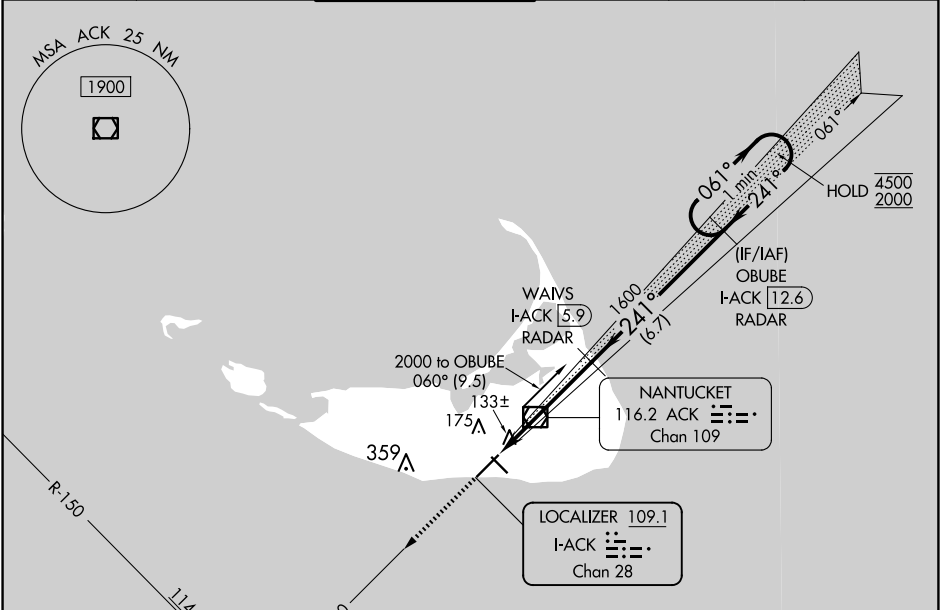 MSA ACK 25 NM
1900
061°
061°
1 min
241°
HOLD 4500
2000
(IF/IAF)
OBUBE
I-ACK 12.6
RADAR
WAIVS
I-ACK 5.9
RADAR
1600
241°
(6.7)
2000 to OBUBE
060° (9.5)
133±
175
359
NANTUCKET
116.2 ACK
Chan 109
LOCALIZER 109.1
I-ACK
Chan 28
R-150
114